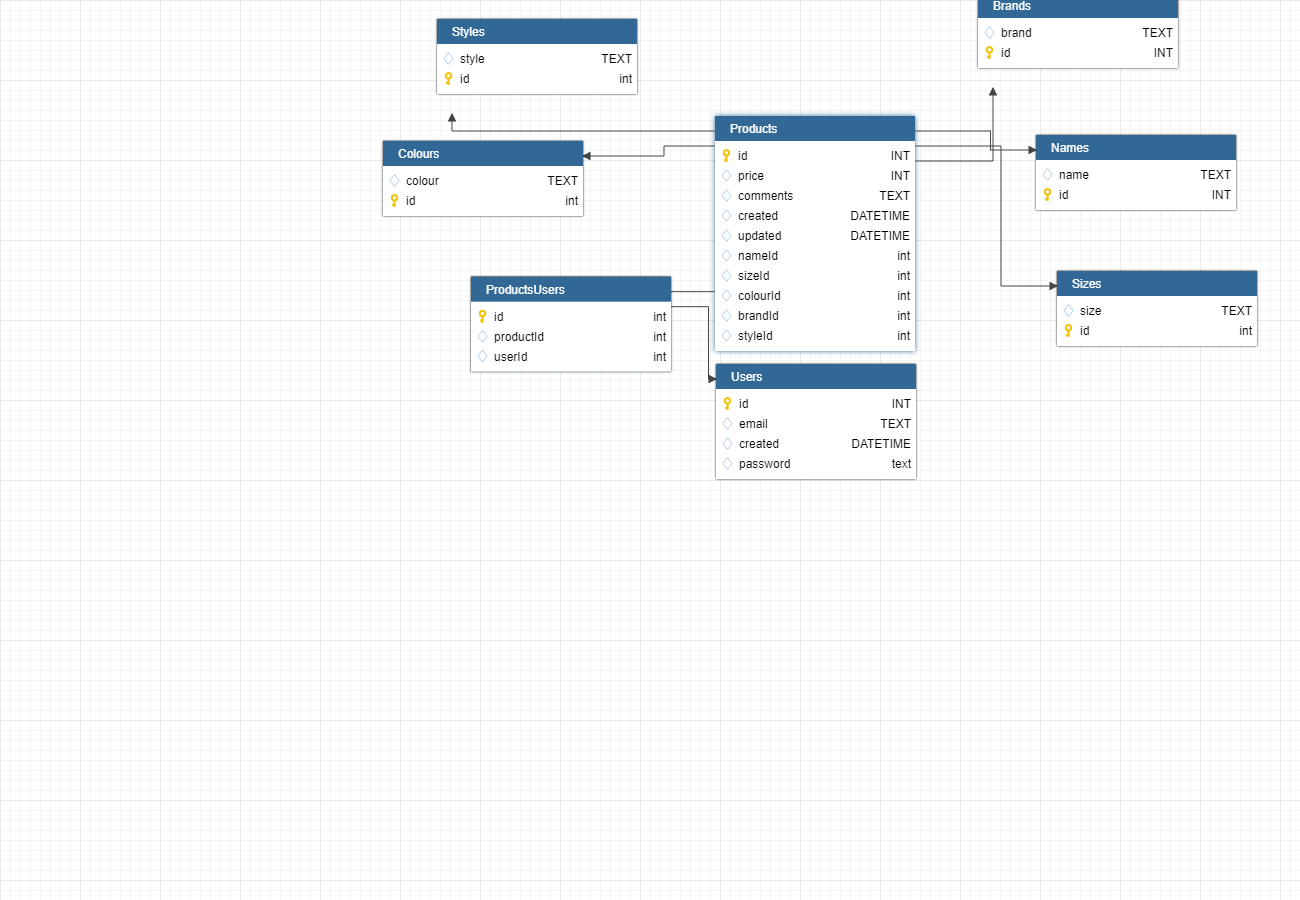 Styles
style TEXT
id int
Brands
brand TEXT
id INT
Colours
colour TEXT
id int
Products
id INT
price INT
comments TEXT
created DATETIME
updated DATETIME
nameId int
sizeId int
colourId int
brandId int
styleId int
Names
name TEXT
id INT
ProductsUsers
id int
productId int
userId int
Sizes
size TEXT
id int
Users
id INT
email TEXT
created DATETIME
password text